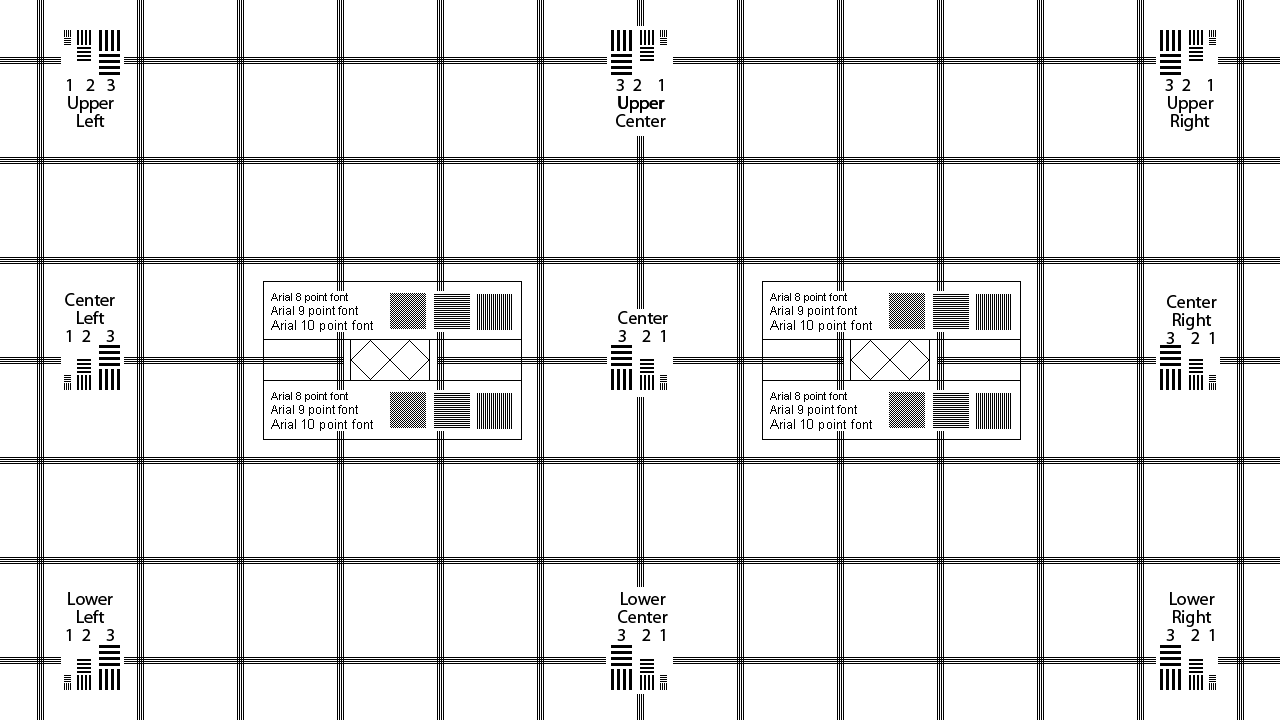 1 2 3
Upper
Left
3 2 1
Upper
Center
3 2 1
Upper
Right
Center
Left
1 2 3
Arial 8 point font
Arial 9 point font
Arial 10 point font
Arial 8 point font
Arial 9 point font
Arial 10 point font
Center
3 2 1
Arial 8 point font
Arial 9 point font
Arial 10 point font
Arial 8 point font
Arial 9 point font
Arial 10 point font
Center
Right
3 2 1
Lower
Left
1 2 3
Lower
Center
3 2 1
Lower
Right
3 2 1